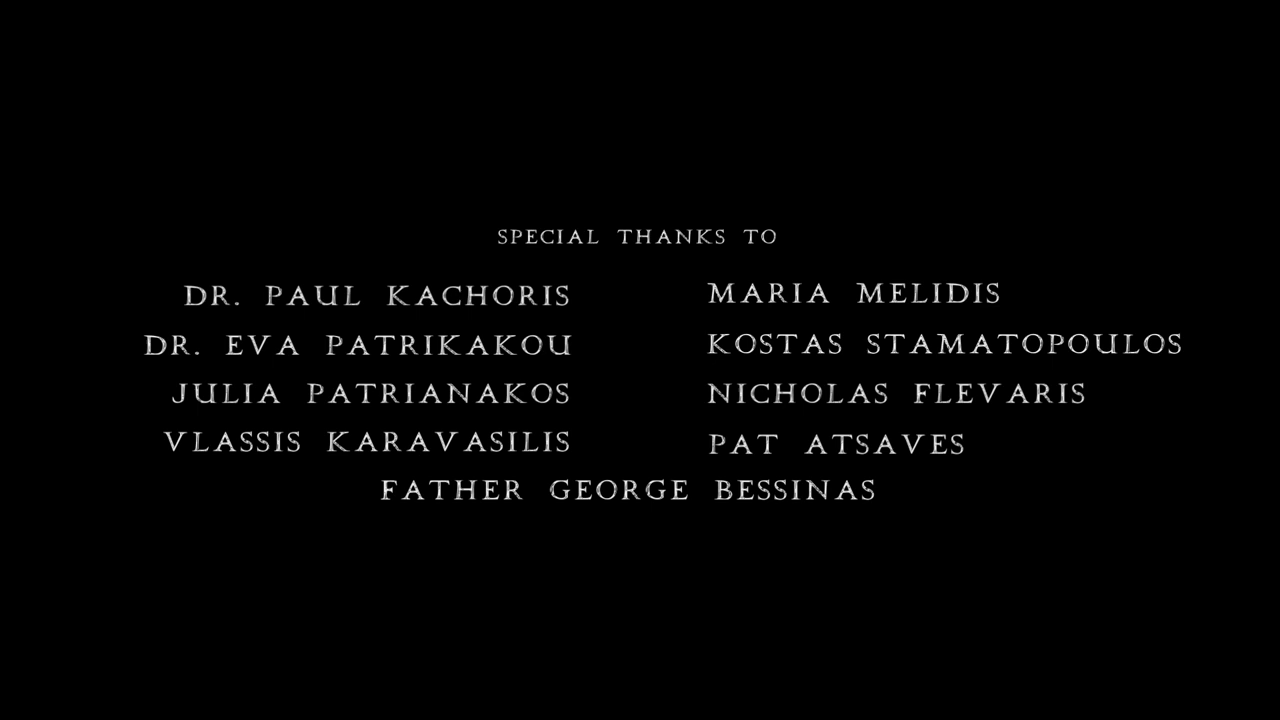 SPECIAL THANKS TO
DR. PAUL KACHORIS
MARIA MELIDIS
DR. EVA PATRIKAKOU
KOSTAS STAMATOPOULOS
JULIA PATRIANAKOS
NICHOLAS FLEVARIS
VLASSIS KARAVASILIS
PAT ATSAVES
FATHER GEORGE BESSINAS